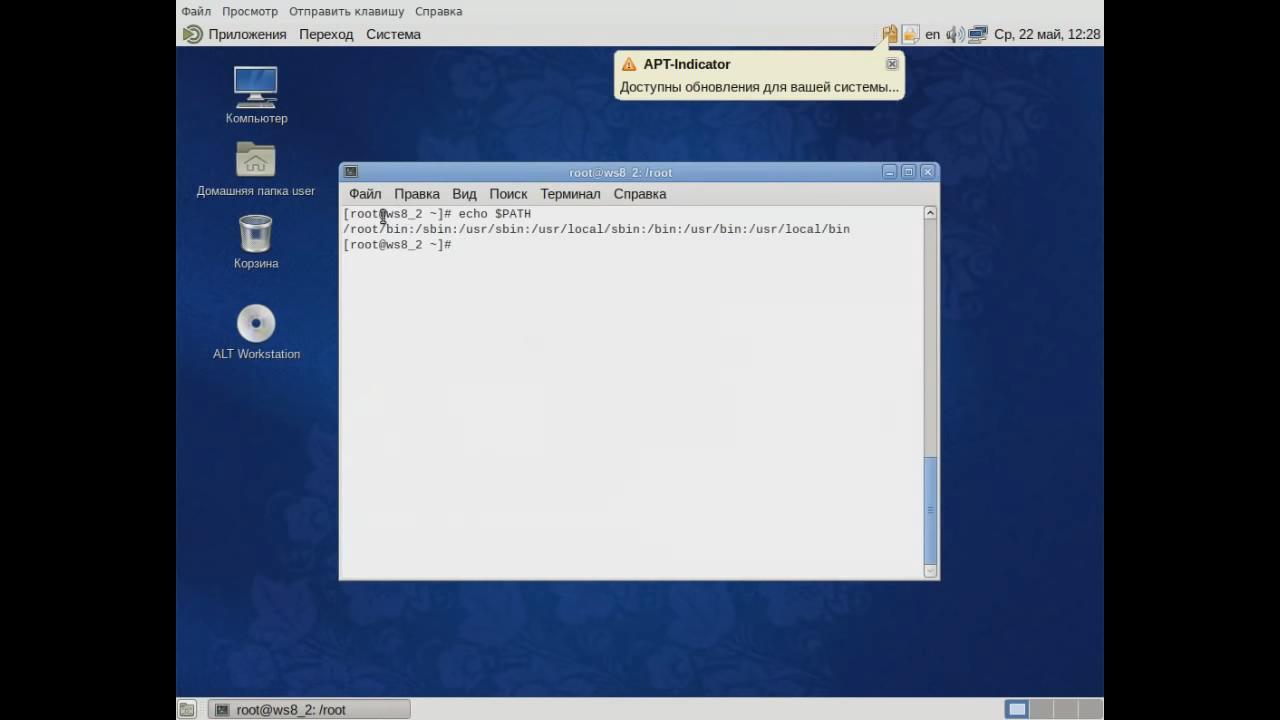 Файл Просмотр Отправить клавишу Справка
Приложения Переход Система en Ср, 22 май, 12:28
APT-Indicator
Доступны обновления для вашей системы...
Компьютер
Домашняя папка user
Корзина
ALT Workstation
root@ws8_2: /root
Файл Правка Вид Поиск Терминал Справка
[root@ws8_2 ~]# echo $PATH
/root/bin:/sbin:/usr/sbin:/usr/local/sbin:/bin:/usr/bin:/usr/local/bin
[root@ws8_2 ~]#
root@ws8_2: /root